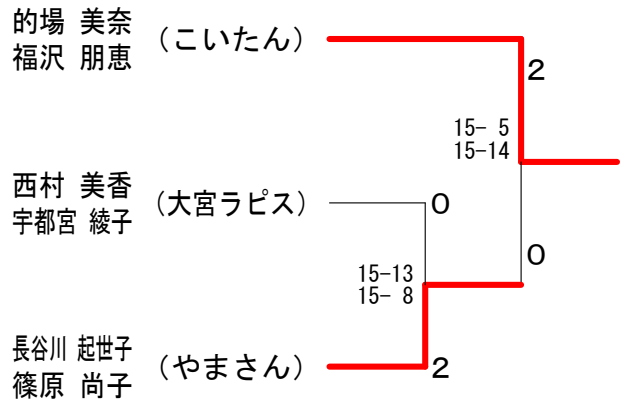 的場 美奈
福沢 朋恵
(こいたん)
2
15- 5
15-14
西村 美香
宇都宮 綾子
(大宮ラピス)
0
0
15-13
15- 8
長谷川 起世子
篠原 尚子
(やまさん)
2